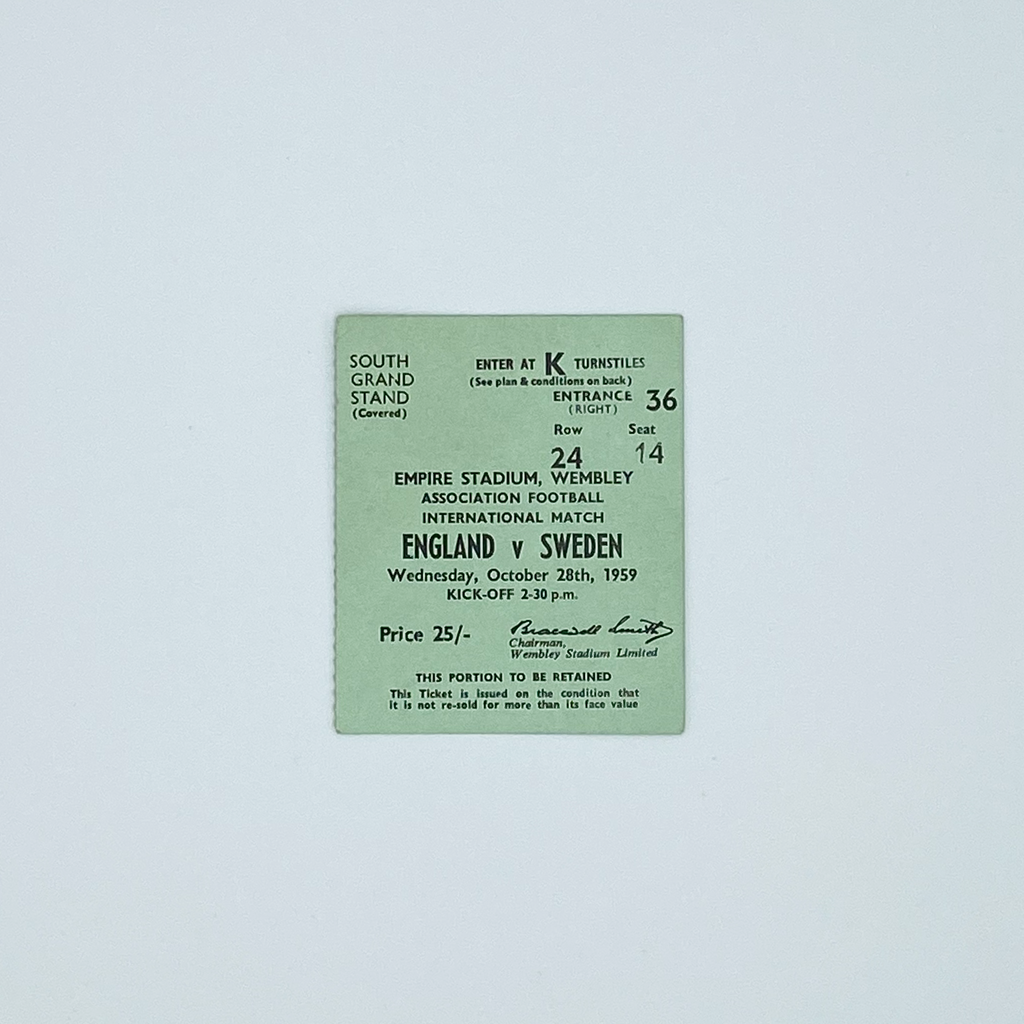 SOUTH
GRAND
STAND
(Covered)
ENTER AT K TURNSTILES
(See plan & conditions on back)
ENTRANCE 36
(RIGHT)
Row Seat
24 14
EMPIRE STADIUM, WEMBLEY
ASSOCIATION FOOTBALL
INTERNATIONAL MATCH
ENGLAND v SWEDEN
Wednesday, October 28th, 1959
KICK-OFF 2-30 p.m.
Price 25/-
Bracewell Smith
Chairman,
Wembley Stadium Limited
THIS PORTION TO BE RETAINED
This Ticket is issued on the condition that
it is not re-sold for more than its face value